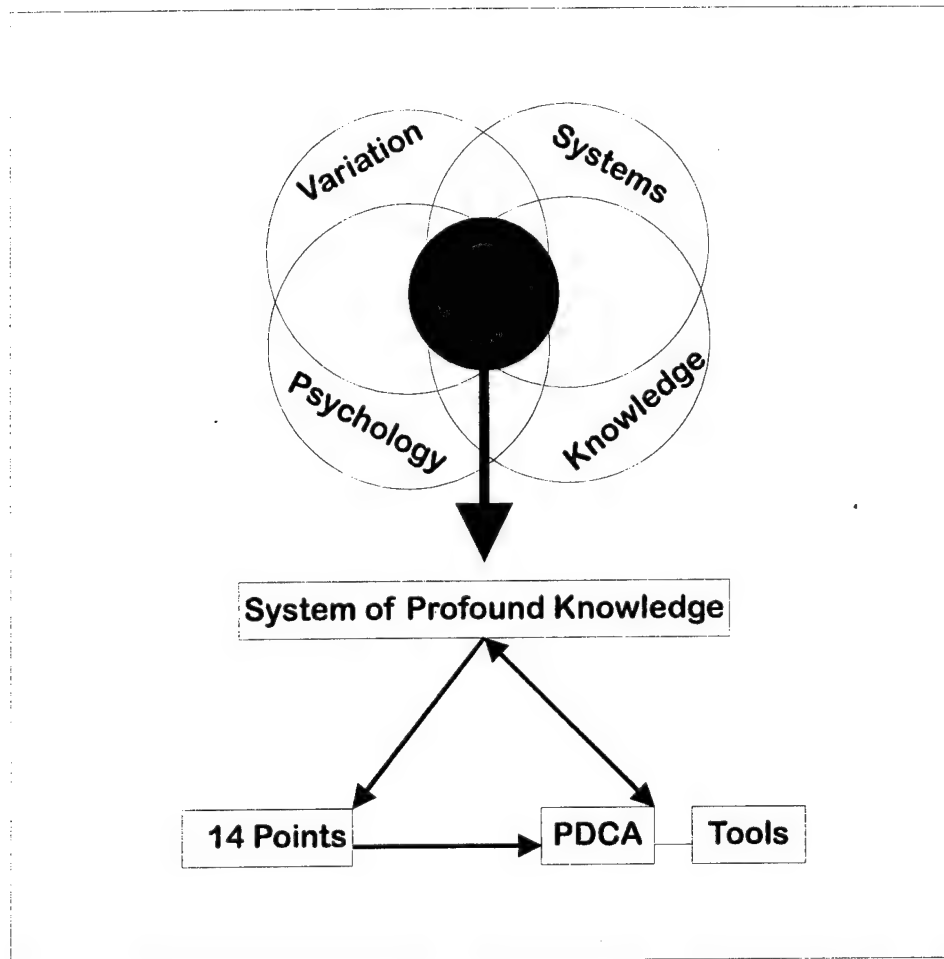 Variation
Systems
Psychology
Knowledge
System of Profound Knowledge
14 Points
PDCA
Tools